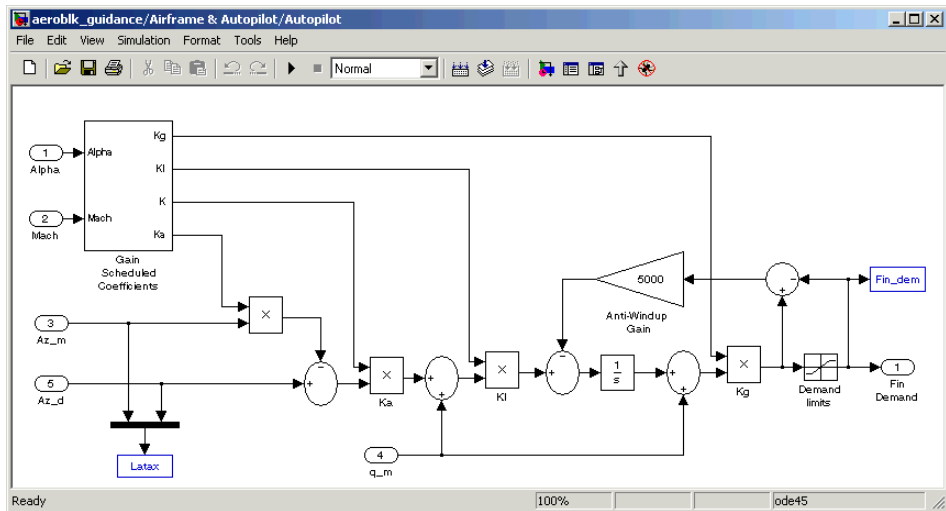 aeroblk_guidance/Airframe & Autopilot/Autopilot
File Edit View Simulation Format Tools Help
Normal
Kg
1
Alpha
Alpha
KI
K
2
Mach
Mach
Ka
Gain
Scheduled
Coefficients
5000
Anti-Windup
Gain
Fin_dem
3
Az_m
×
5
Az_d
×
Ka
×
KI
1
s
×
Kg
Demand
limits
1
Fin
Demand
Latax
4
q_m
Ready 100% ode45